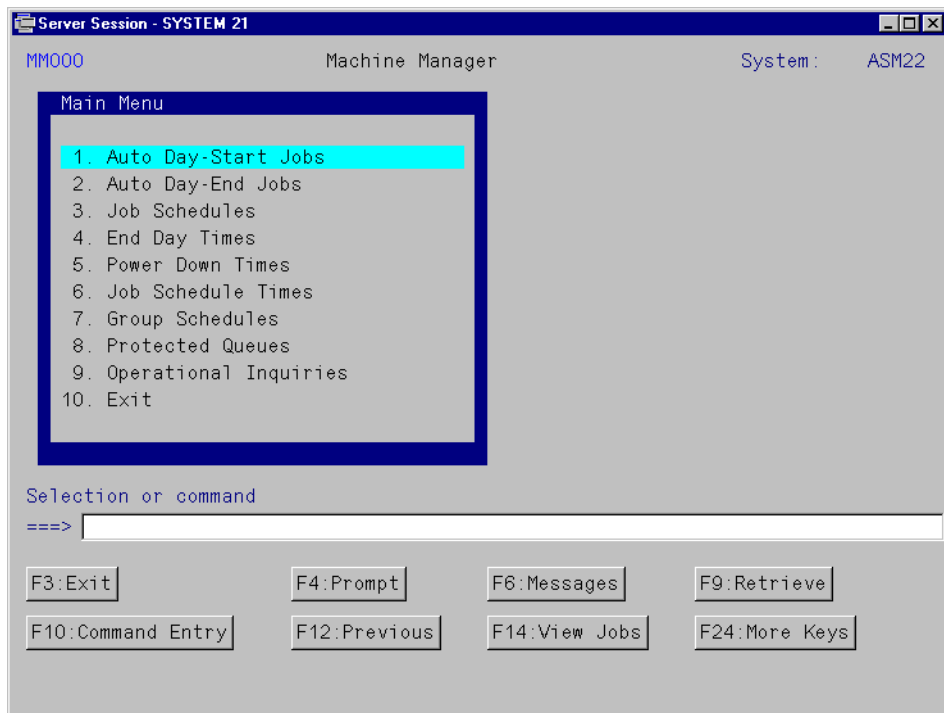 Server Session - SYSTEM 21
MM000 Machine Manager System: ASM22
Main Menu
1. Auto Day-Start Jobs
2. Auto Day-End Jobs
3. Job Schedules
4. End Day Times
5. Power Down Times
6. Job Schedule Times
7. Group Schedules
8. Protected Queues
9. Operational Inquiries
10. Exit
Selection or command
===>
F3:Exit F4:Prompt F6:Messages F9:Retrieve
F10:Command Entry F12:Previous F14:View Jobs F24:More Keys